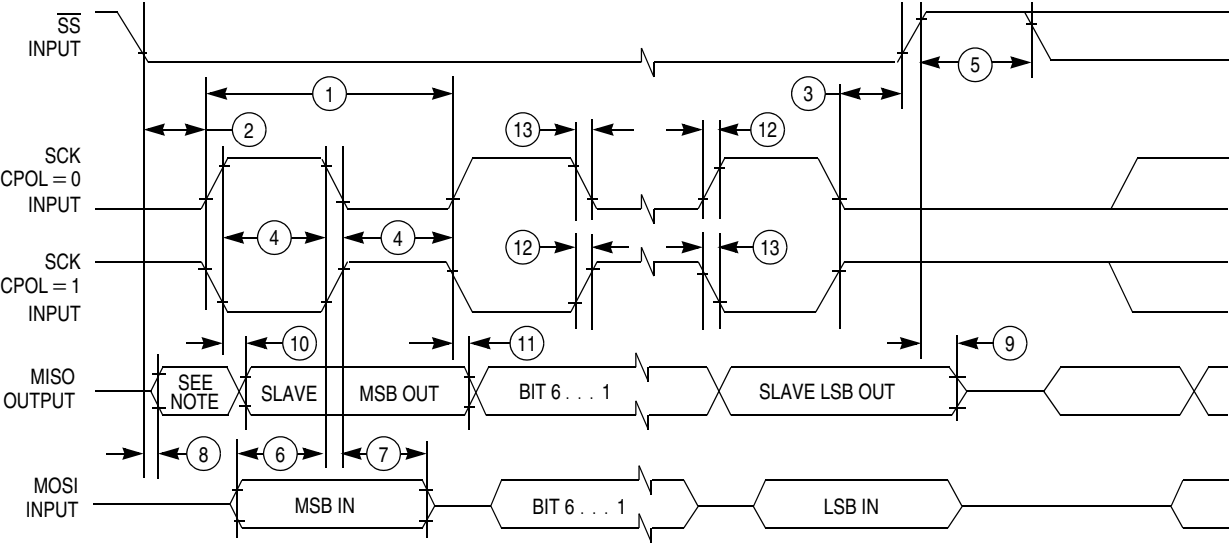 SS
INPUT
5
1
3
2
13
12
SCK
CPOL = 0
INPUT
4
4
12
13
SCK
CPOL = 1
INPUT
10
11
9
MISO
OUTPUT
SEE
NOTE
SLAVE
MSB OUT
BIT 6 . . . 1
SLAVE LSB OUT
8
6
7
MOSI
INPUT
MSB IN
BIT 6 . . . 1
LSB IN